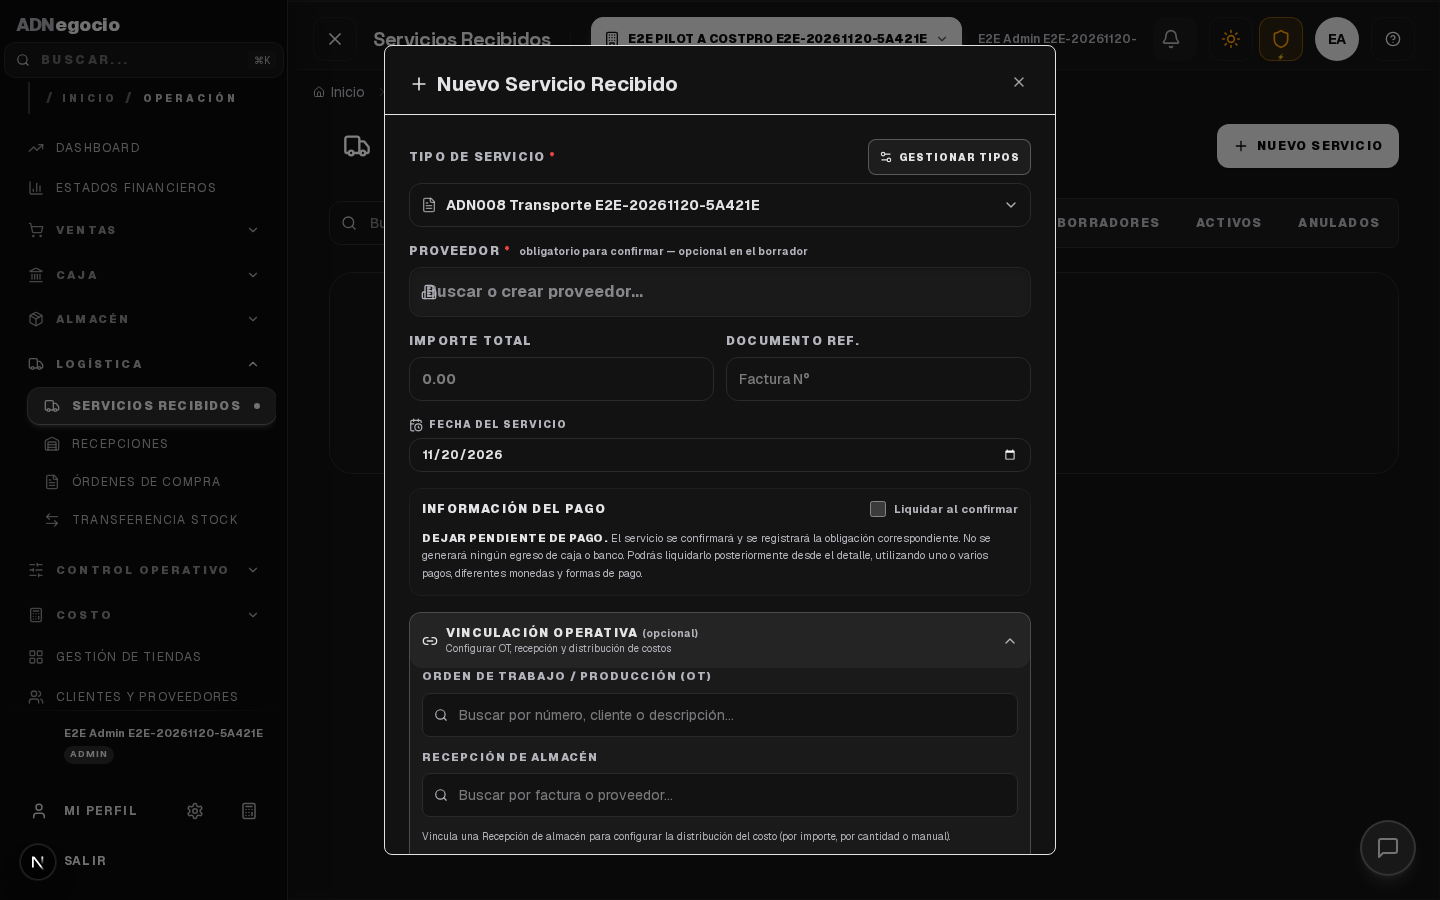 ADNegocio
BUSCAR... ⌘K
/ INICIO / OPERACIÓN
DASHBOARD
ESTADOS FINANCIEROS
VENTAS
CAJA
ALMACÉN
LOGÍSTICA
SERVICIOS RECIBIDOS
RECEPCIONES
ÓRDENES DE COMPRA
TRANSFERENCIA STOCK
CONTROL OPERATIVO
COSTO
GESTIÓN DE TIENDAS
CLIENTES Y PROVEEDORES
E2E Admin E2E-20261120-5A421E
ADMIN
MI PERFIL
SALIR
Servicios Recibidos
E2E PILOT A COSTPRO E2E-20261120-5A421E
E2E Admin E2E-20261120-
EA
Inicio
NUEVO SERVICIO
BORRADORES ACTIVOS ANULADOS
Nuevo Servicio Recibido
TIPO DE SERVICIO *
GESTIONAR TIPOS
ADN008 Transporte E2E-20261120-5A421E
PROVEEDOR * obligatorio para confirmar — opcional en el borrador
Buscar o crear proveedor...
IMPORTE TOTAL
DOCUMENTO REF.
0.00
Factura Nº
FECHA DEL SERVICIO
11/20/2026
INFORMACIÓN DEL PAGO
Liquidar al confirmar
DEJAR PENDIENTE DE PAGO. El servicio se confirmará y se registrará la obligación correspondiente. No se
generará ningún egreso de caja o banco. Podrás liquidarlo posteriormente desde el detalle, utilizando uno o varios
pagos, diferentes monedas y formas de pago.
VINCULACIÓN OPERATIVA (opcional)
Configurar OT, recepción y distribución de costos
ORDEN DE TRABAJO / PRODUCCIÓN (OT)
Buscar por número, cliente o descripción...
RECEPCIÓN DE ALMACÉN
Buscar por factura o proveedor...
Vincula una Recepción de almacén para configurar la distribución del costo (por importe, por cantidad o manual).